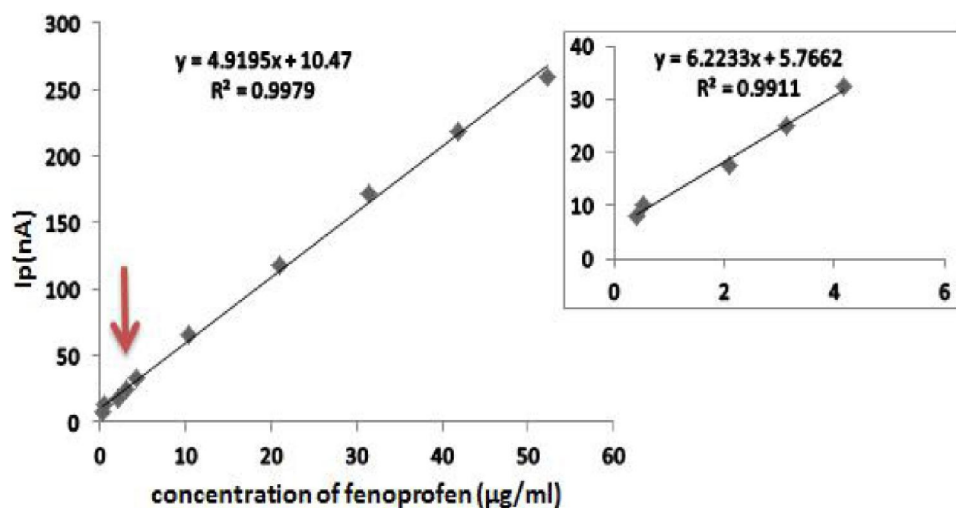 300
250
200
150
100
50
0
Ip(nA)
y = 4.9195x + 10.47
R² = 0.9979
0 10 20 30 40 50 60
concentration of fenoprofen (μg/ml)
40
30
20
10
0
y = 6.2233x + 5.7662
R² = 0.9911
0 2 4 6